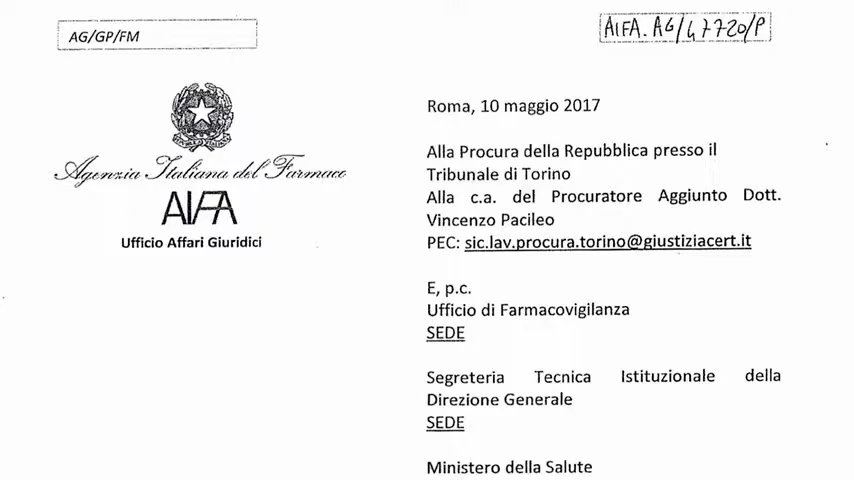 AG/GP/FM
AIFA.AG/47720/P
Agenzia Italiana del Farmaco
AIFA
Ufficio Affari Giuridici
Roma, 10 maggio 2017
Alla Procura della Repubblica presso il
Tribunale di Torino
Alla c.a. del Procuratore Aggiunto Dott.
Vincenzo Pacileo
PEC: sic.lav.procura.torino@giustiziacert.it
E, p.c.
Ufficio di Farmacovigilanza
SEDE
Segreteria Tecnica Istituzionale della
Direzione Generale
SEDE
Ministero della Salute